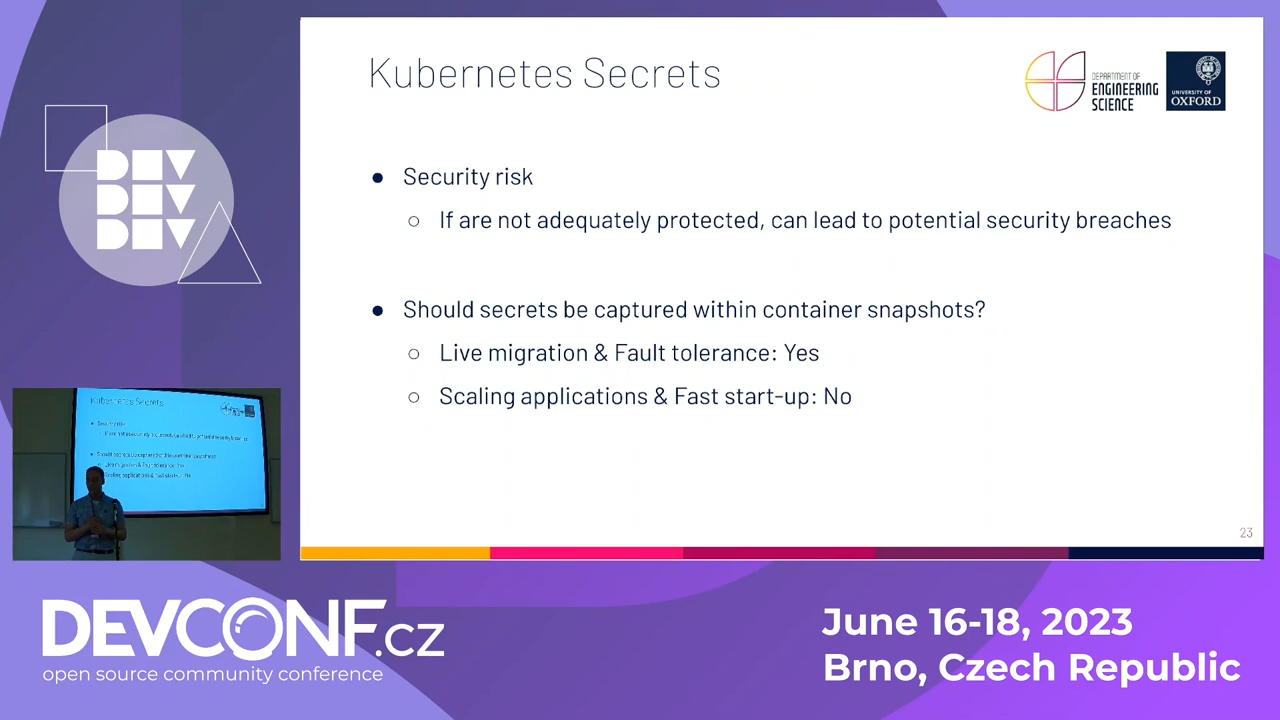 Kubernetes Secrets
DEPARTMENT OF
ENGINEERING
SCIENCE
UNIVERSITY OF
OXFORD
● Security risk
○ If are not adequately protected, can lead to potential security breaches
● Should secrets be captured within container snapshots?
○ Live migration & Fault tolerance: Yes
○ Scaling applications & Fast start-up: No
23
DEV
DEV
DEV
Kubernetes Secrets
DEVCONF.cz
open source community conference
June 16-18, 2023
Brno, Czech Republic